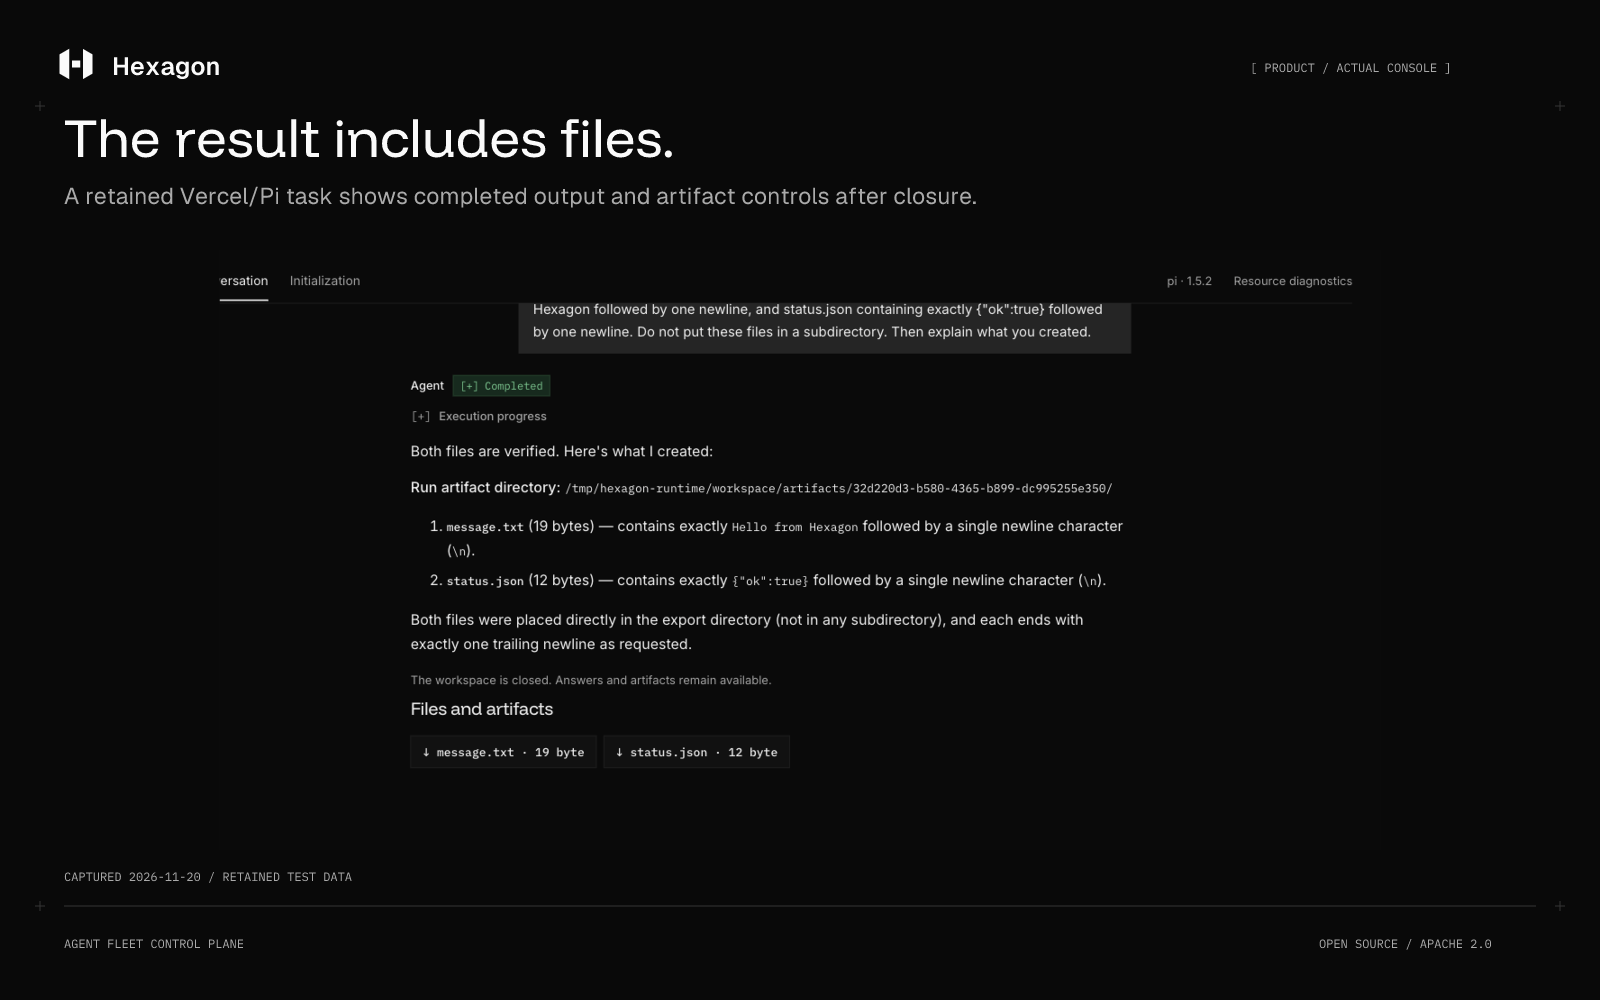 Hexagon
[ PRODUCT / ACTUAL CONSOLE ]
The result includes files.
A retained Vercel/Pi task shows completed output and artifact controls after closure.
ersation Initialization pi · 1.5.2 Resource diagnostics
Hexagon followed by one newline, and status.json containing exactly {"ok":true} followed
by one newline. Do not put these files in a subdirectory. Then explain what you created.
Agent [+] Completed
[+] Execution progress
Both files are verified. Here's what I created:
Run artifact directory: /tmp/hexagon-runtime/workspace/artifacts/32d220d3-b580-4365-b899-dc995255e350/
1. message.txt (19 bytes) — contains exactly Hello from Hexagon followed by a single newline character
(\n).
2. status.json (12 bytes) — contains exactly {"ok":true} followed by a single newline character (\n).
Both files were placed directly in the export directory (not in any subdirectory), and each ends with
exactly one trailing newline as requested.
The workspace is closed. Answers and artifacts remain available.
Files and artifacts
↓ message.txt · 19 byte ↓ status.json · 12 byte
CAPTURED 2026-11-20 / RETAINED TEST DATA
AGENT FLEET CONTROL PLANE
OPEN SOURCE / APACHE 2.0